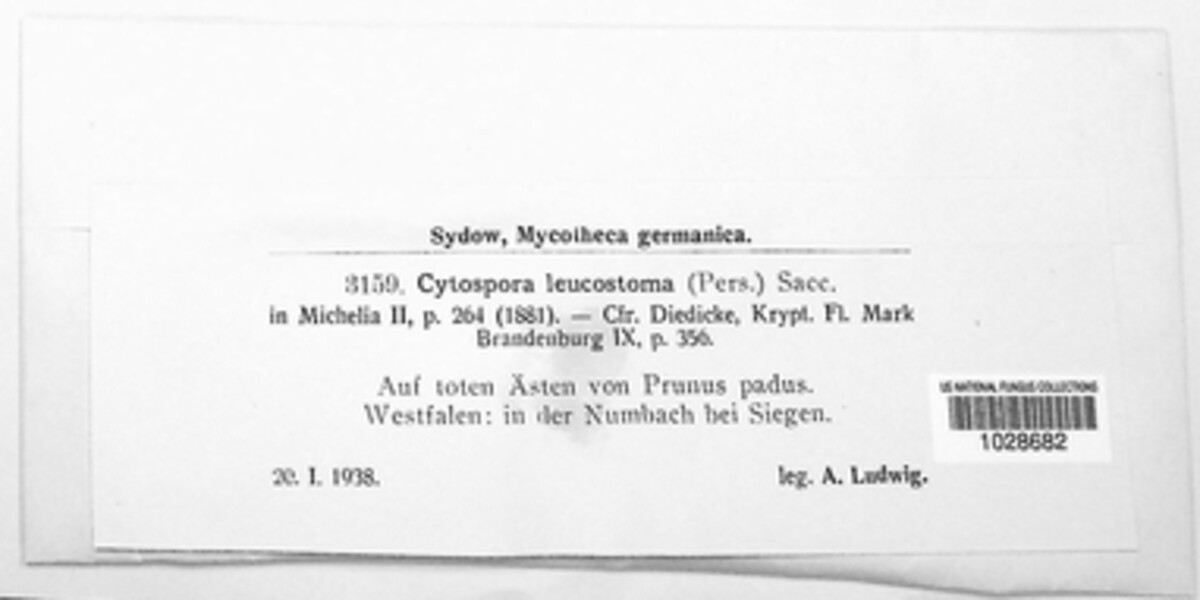 Sydow, Mycotheca germanica.
3159. Cytospora leucostoma (Pers.) Sacc.
in Michelia II, p. 264 (1881). — Cfr. Diedicke, Krypt. Fl. Mark
Brandenburg IX, p. 356.
Auf toten Ästen von Prunus padus.
Westfalen: in der Numbach bei Siegen.
US NATIONAL FUNGUS COLLECTIONS
1028682
20. I. 1938.
leg. A. Ludwig.